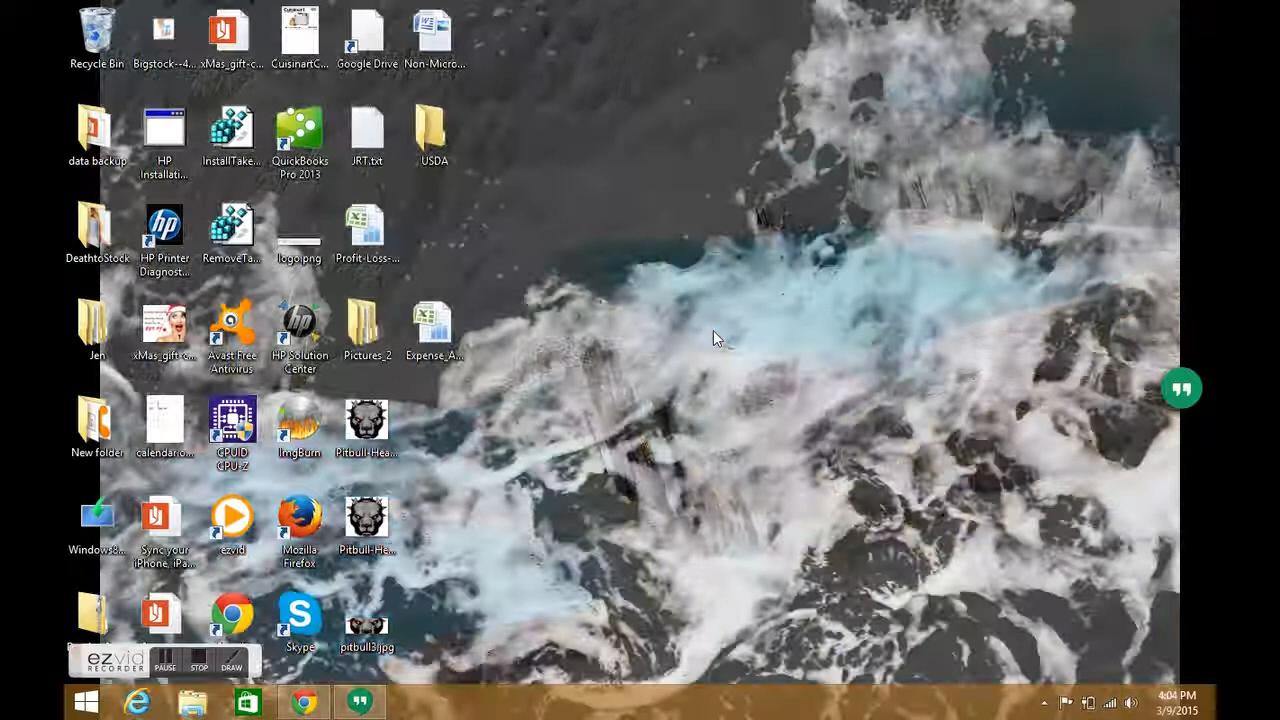 Recycle Bin
Bigstock--4...
xMas_gift-c...
CuisinartC...
Google Drive
Non-Micro...
data backup
HP
Installati...
InstallTake...
QuickBooks
Pro 2013
JRT.txt
USDA
DeathtoStock
HP Printer
Diagnost...
RemoveTa...
logo.png
Profit-Loss-...
Jen
xMas_gift-c...
Avast Free
Antivirus
HP Solution
Center
Pictures_2
Expense_A...
New folder
calendar.o...
CPUID
CPU-Z
ImgBurn
Pitbull-Hea...
Windows8...
Sync your
iPhone, iPa...
ezvid
Mozilla
Firefox
Pitbull-He...
Skype
pitbull3.jpg
ezvid
RECORDER
PAUSE
STOP
DRAW
4:04 PM
3/9/2015